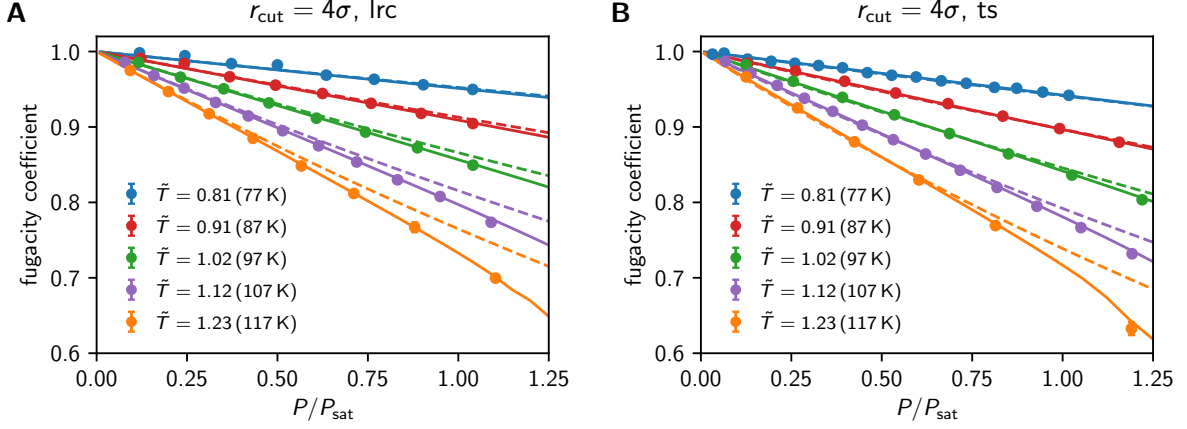 A
r_cut = 4σ, lrc
fugacity coefficient
1.0
0.9
0.8
0.7
0.6
T̃ = 0.81 (77 K)
T̃ = 0.91 (87 K)
T̃ = 1.02 (97 K)
T̃ = 1.12 (107 K)
T̃ = 1.23 (117 K)
0.00 0.25 0.50 0.75 1.00 1.25
P/P_sat
B
r_cut = 4σ, ts
fugacity coefficient
1.0
0.9
0.8
0.7
0.6
T̃ = 0.81 (77 K)
T̃ = 0.91 (87 K)
T̃ = 1.02 (97 K)
T̃ = 1.12 (107 K)
T̃ = 1.23 (117 K)
0.00 0.25 0.50 0.75 1.00 1.25
P/P_sat